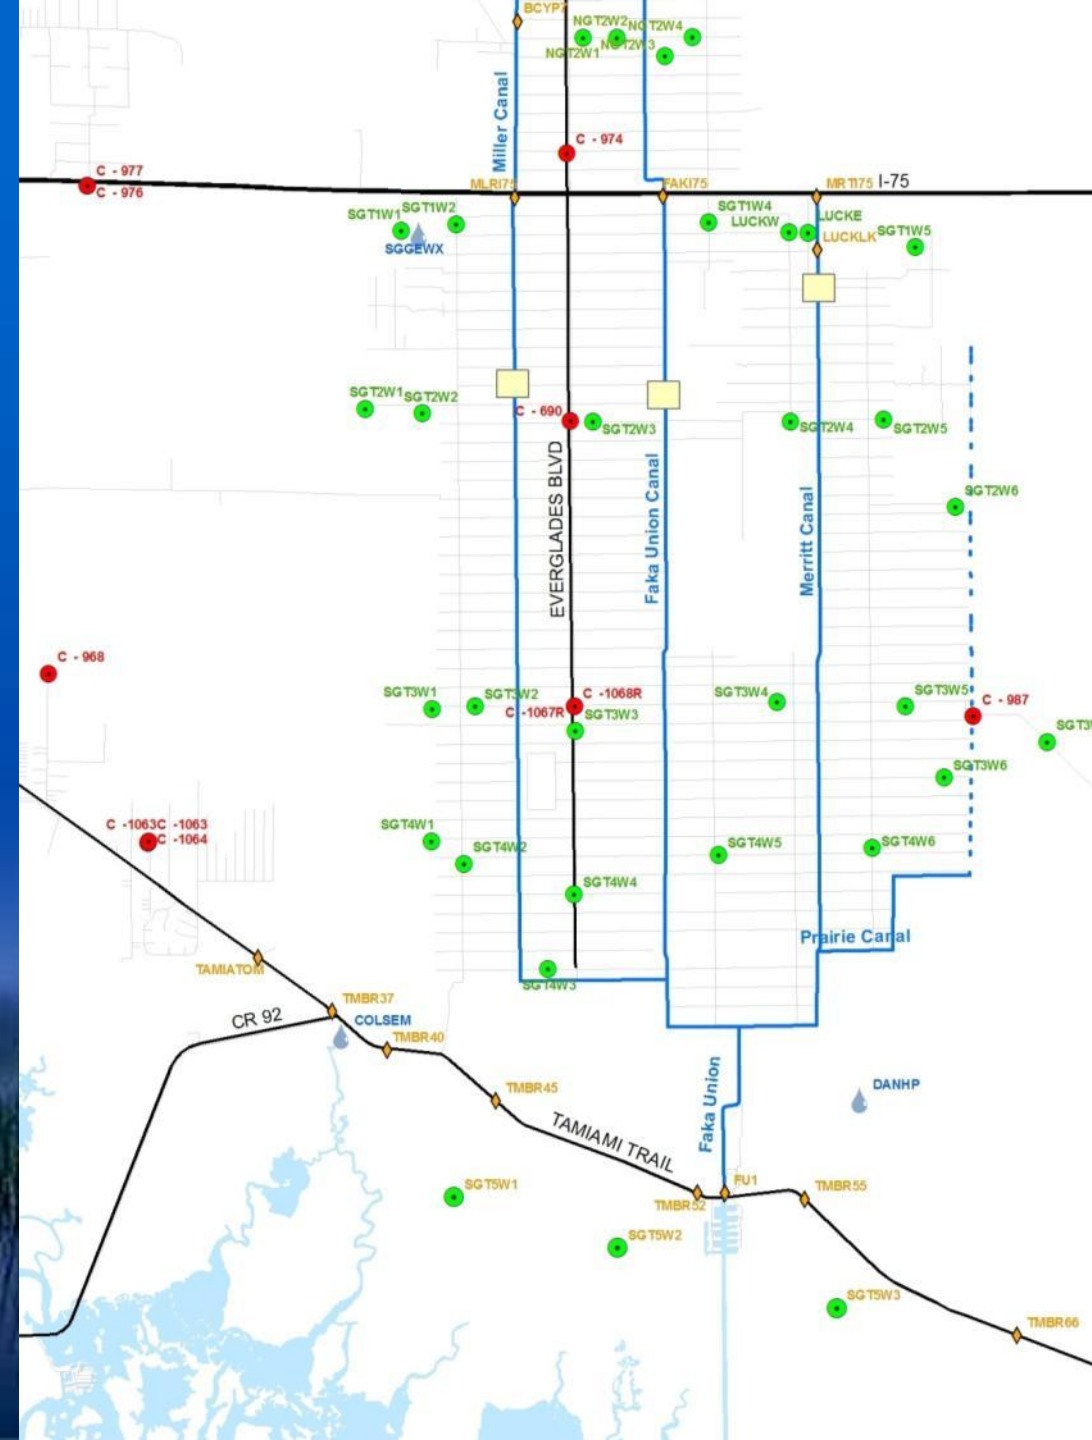 BCYP
NGT2W2
NGT2W4
NGT2W1
NGT2W3
Miller Canal
C - 974
C - 977
C - 976
MLRI75
FAKI75
MRTI75
I-75
SGT1W1
SGT1W2
SGGEWX
SGT1W4
LUCKW
LUCKE
LUCKLK
SGT1W5
SGT2W1
SGT2W2
C - 690
SGT2W3
SGT2W4
SGT2W5
EVERGLADES BLVD
Faka Union Canal
Merritt Canal
SGT2W6
C - 968
SGT3W1
SGT3W2
C -1068R
C -1067R
SGT3W3
SGT3W4
SGT3W5
C - 987
SGT3
SGT3W6
C -1063C -1063
C -1064
SGT4W1
SGT4W2
SGT4W5
SGT4W6
SGT4W4
Prairie Canal
TAMIATOM
SGT4W3
TMBR37
CR 92
COLSEM
TMBR40
TMBR45
Faka Union
DANHP
TAMIAMI TRAIL
SGT5W1
TMBR52
FU1
TMBR55
SGT5W2
SGT5W3
TMBR66